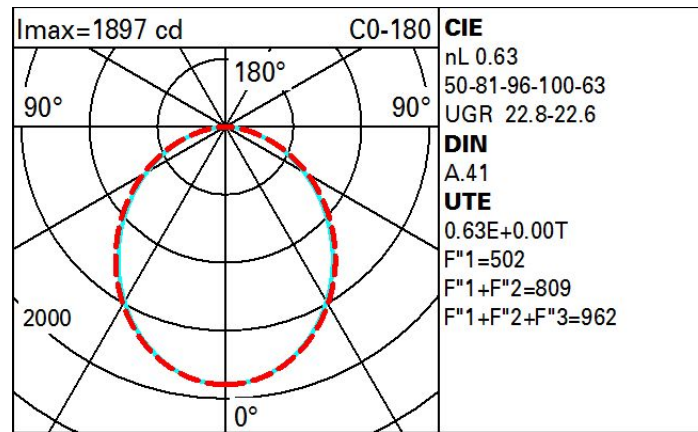 Imax=1897 cd C0-180
180°
90° 90°
2000
0°
CIE
nL 0.63
50-81-96-100-63
UGR 22.8-22.6
DIN
A.41
UTE
0.63E+0.00T
F"1=502
F"1+F"2=809
F"1+F"2+F"3=962